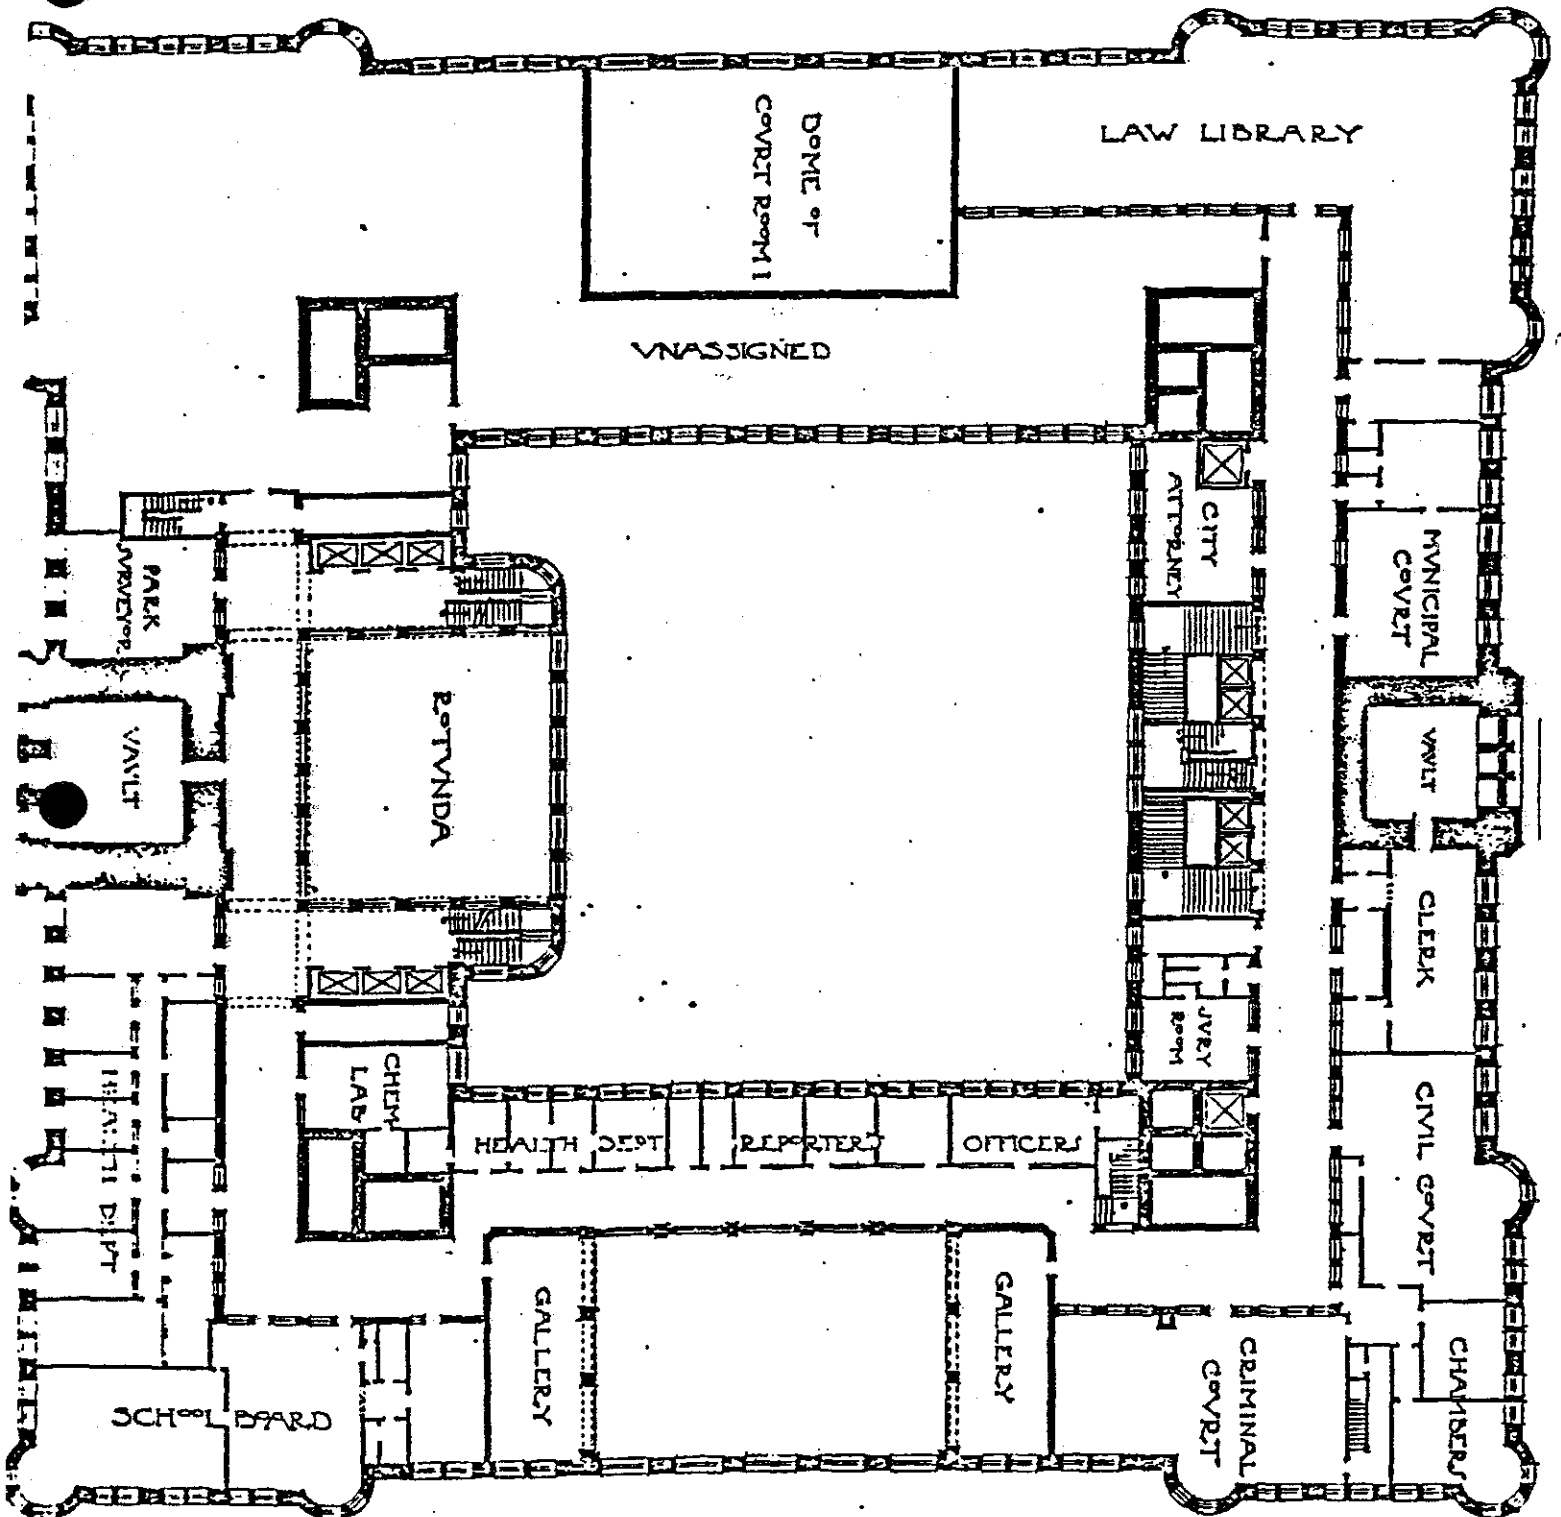 LAW LIBRARY
DOME OF
COVRT ROOM 1
VNASSIGNED
CITY
ATTORNEY
MVNICIPAL
COVRT
PARK
SVRVEYOR
ROTVNDA
VAVLT
VAVLT
CLERK
JVRY
ROOM
CHEM
LAB
HEALTH DEPT
REPORTERS
OFFICERS
HEALTH DEPT
CIVIL COVRT
GALLERY
GALLERY
CRIMINAL
COVRT
CHAMBERS
SCHOOL BOARD